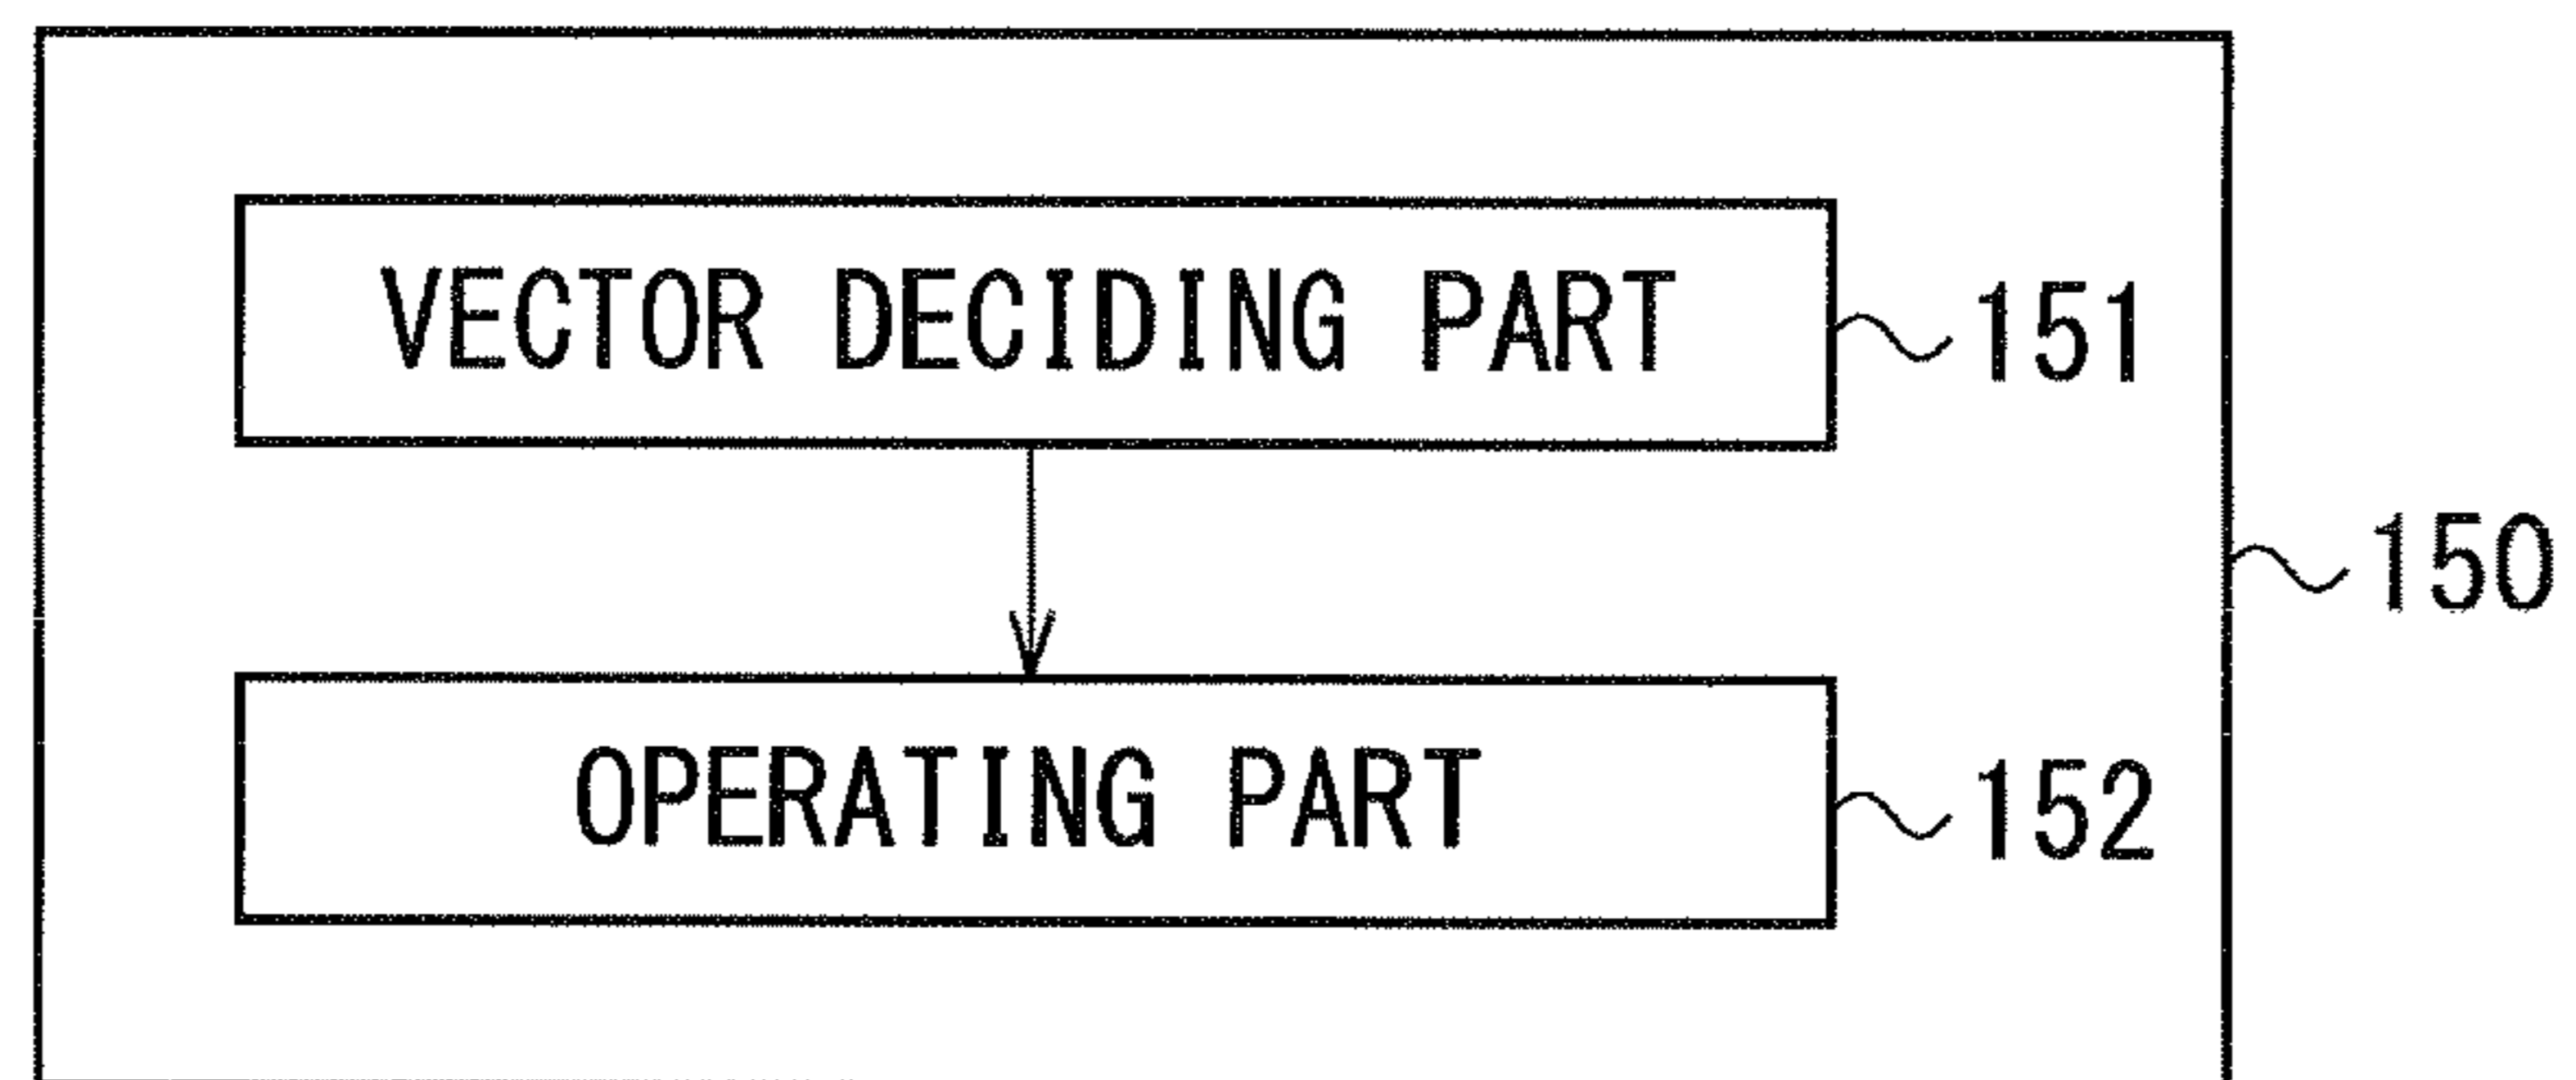 VECTOR DECIDING PART
151
150
OPERATING PART
152